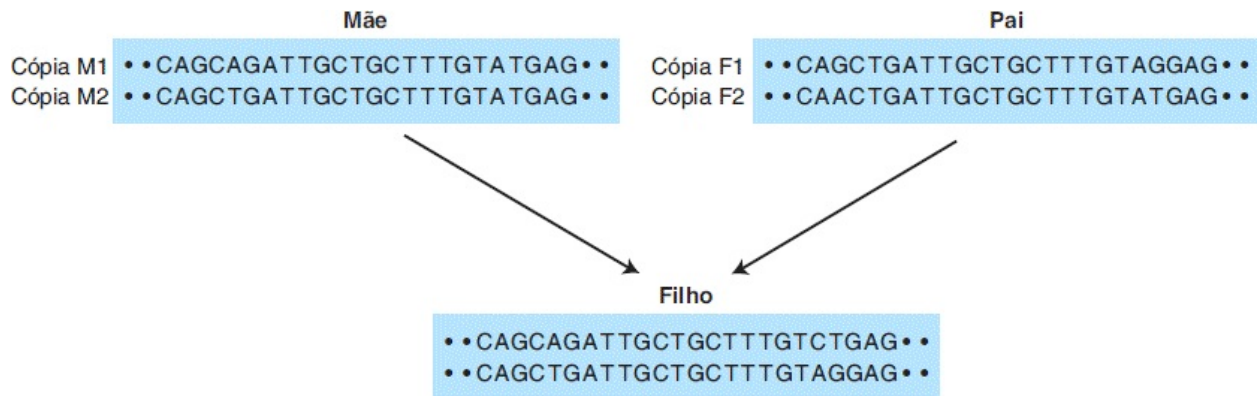 Mãe
Pai
Cópia M1 ••CAGCAGATTGCTGCTTTGTATGAG••
Cópia M2 ••CAGCTGATTGCTGCTTTGTATGAG••
Cópia F1 ••CAGCTGATTGCTGCTTTGTAGGAG••
Cópia F2 ••CAACTGATTGCTGCTTTGTATGAG••
Filho
••CAGCAGATTGCTGCTTTGTCTGAG••
••CAGCTGATTGCTGCTTTGTAGGAG••